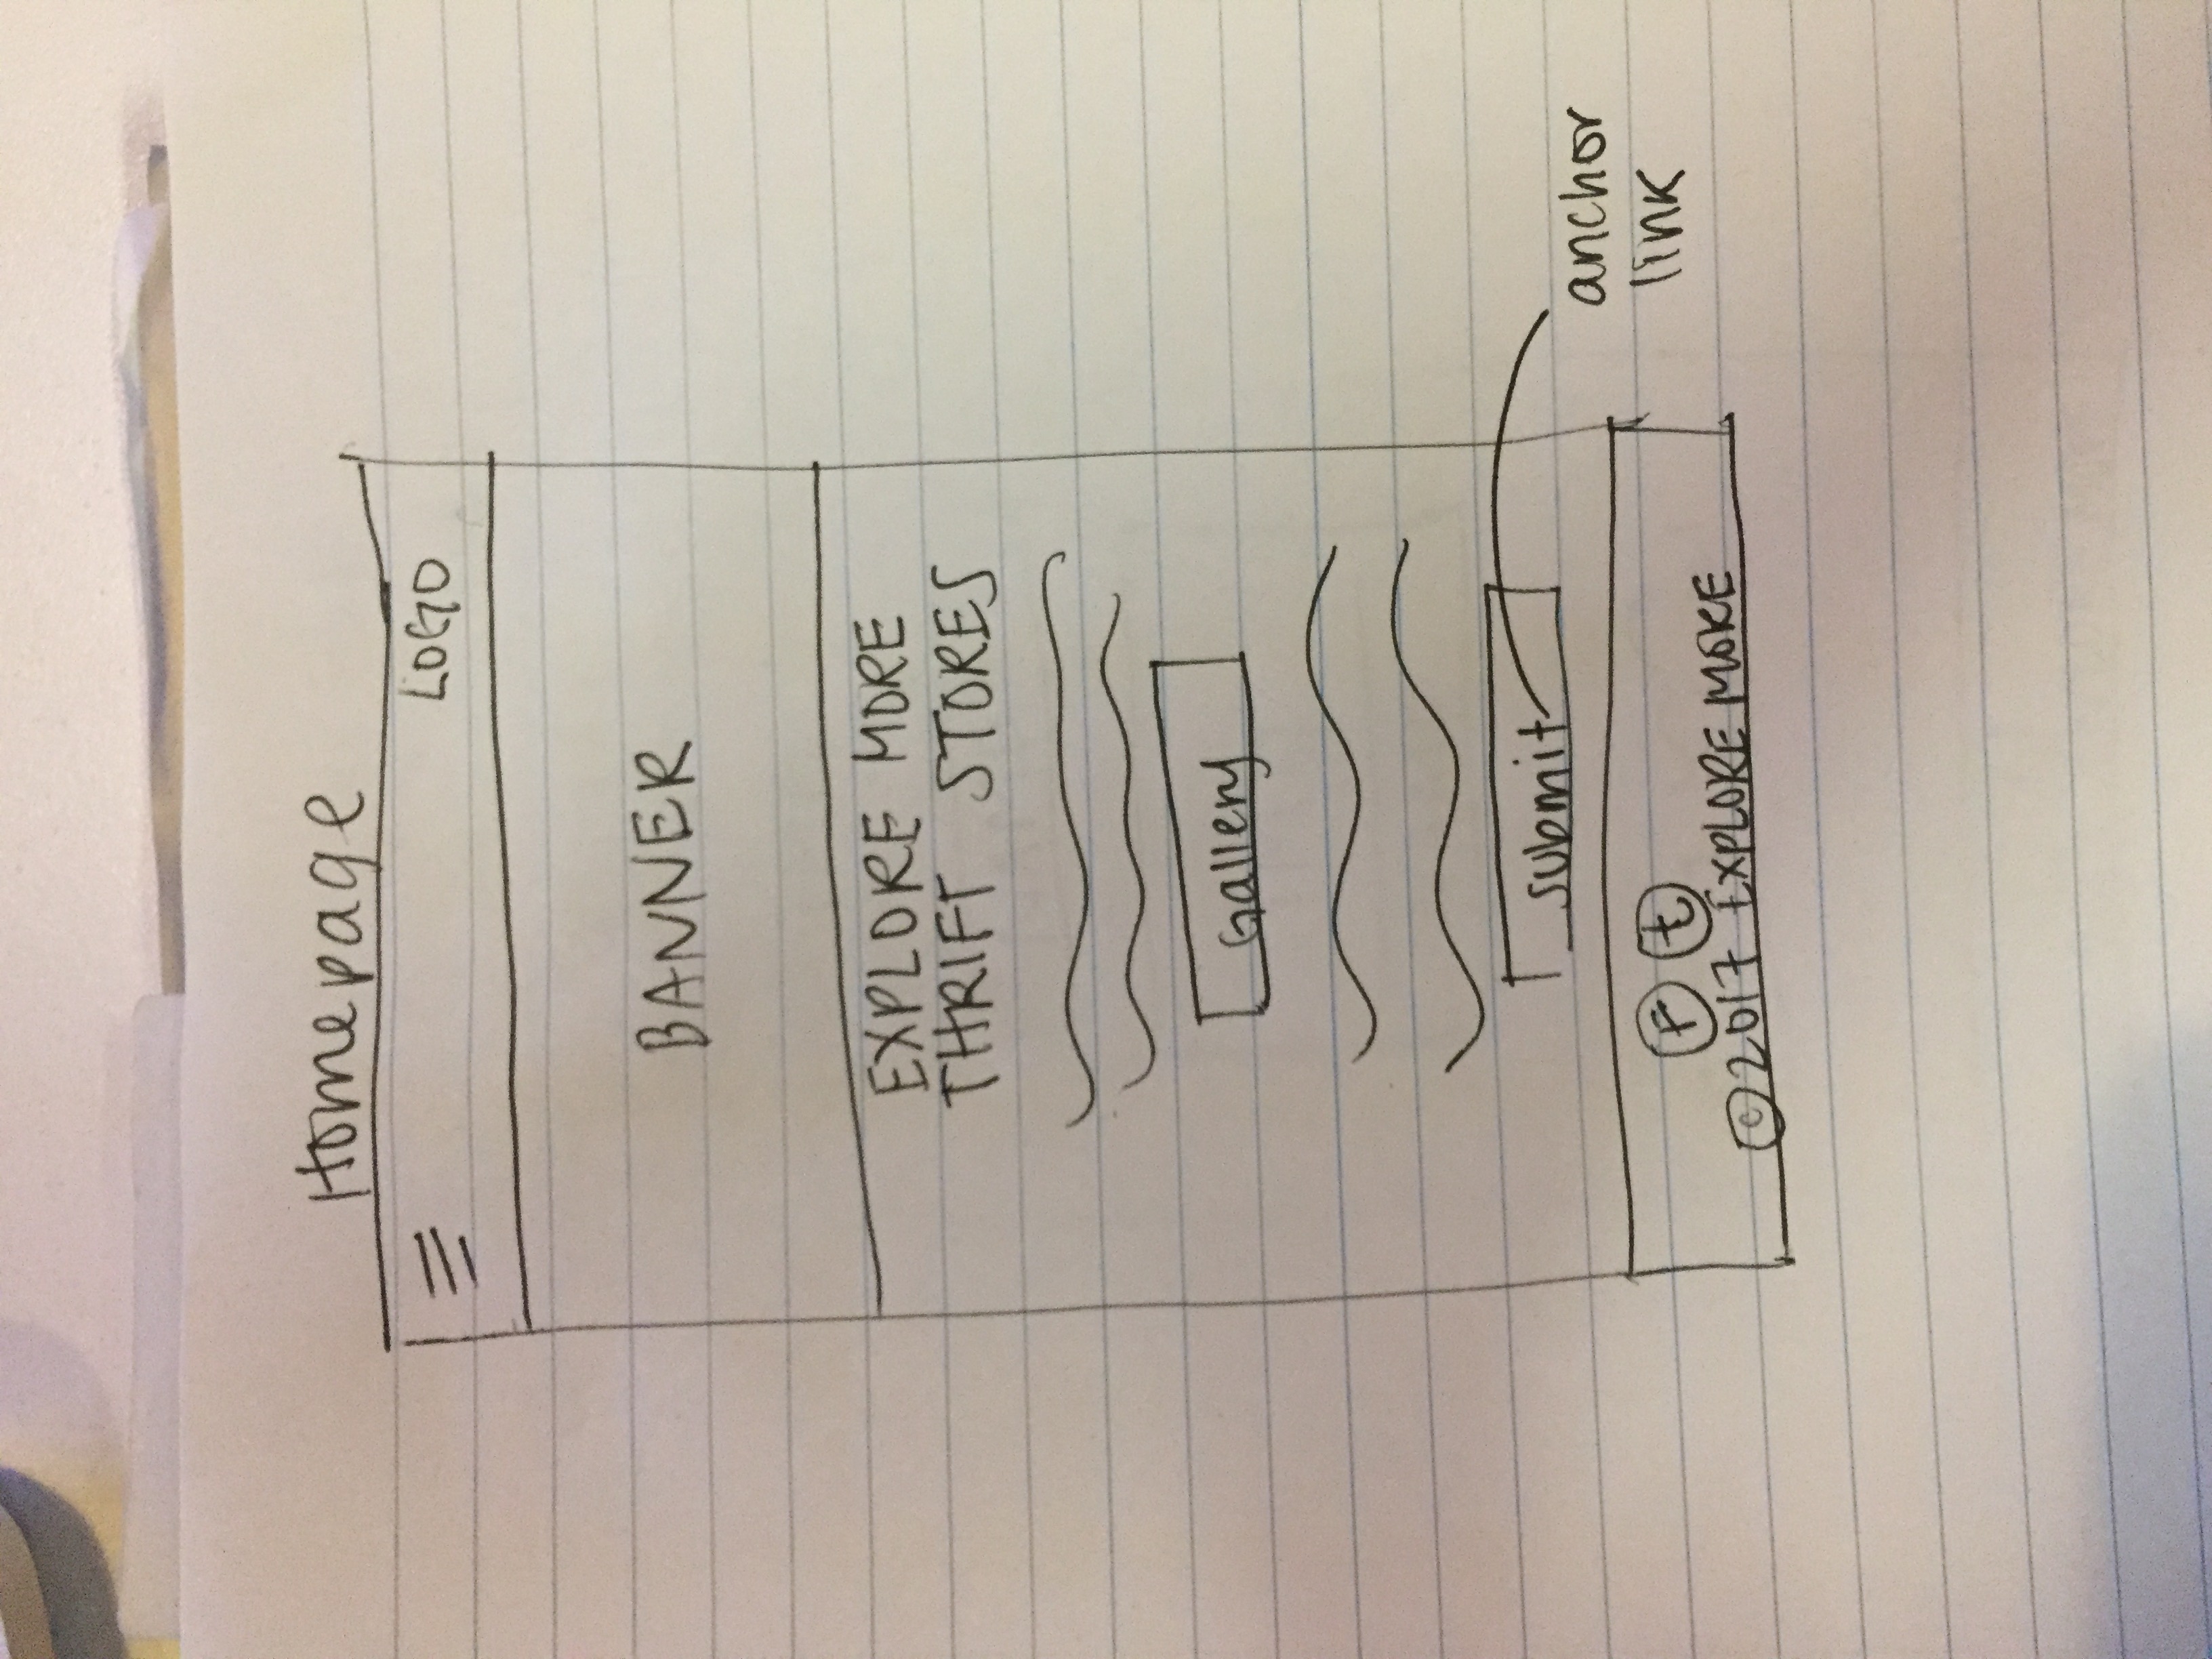 Homepage
LOGO
BANNER
EXPLORE MORE
THRIFT STORES
Gallery
Submit
anchor
link
F t
©2017 EXPLORE MORE